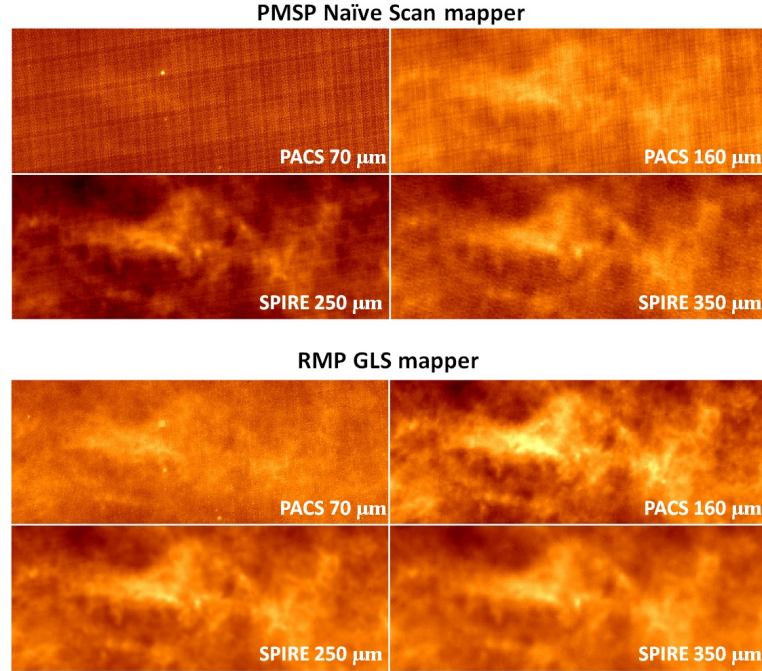 PMSP Naïve Scan mapper
PACS 70 µm
PACS 160 µm
SPIRE 250 µm
SPIRE 350 µm
RMP GLS mapper
PACS 70 µm
PACS 160 µm
SPIRE 250 µm
SPIRE 350 µm